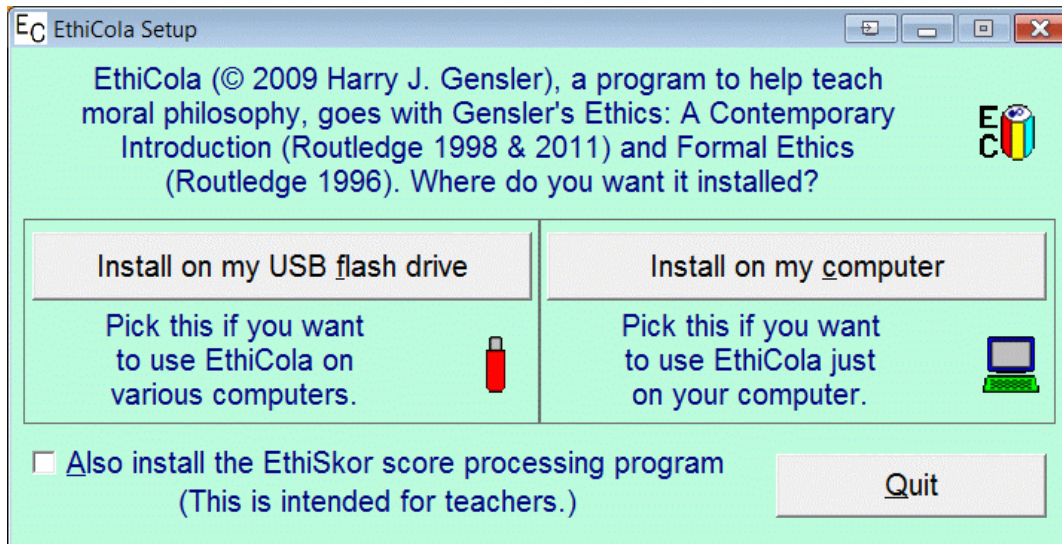 EC EthiCola Setup
EthiCola (© 2009 Harry J. Gensler), a program to help teach
moral philosophy, goes with Gensler's Ethics: A Contemporary
Introduction (Routledge 1998 & 2011) and Formal Ethics
(Routledge 1996). Where do you want it installed?
E
C
Install on my USB flash drive
Pick this if you want
to use EthiCola on
various computers.
Install on my computer
Pick this if you want
to use EthiCola just
on your computer.
Also install the EthiSkor score processing program
(This is intended for teachers.)
Quit